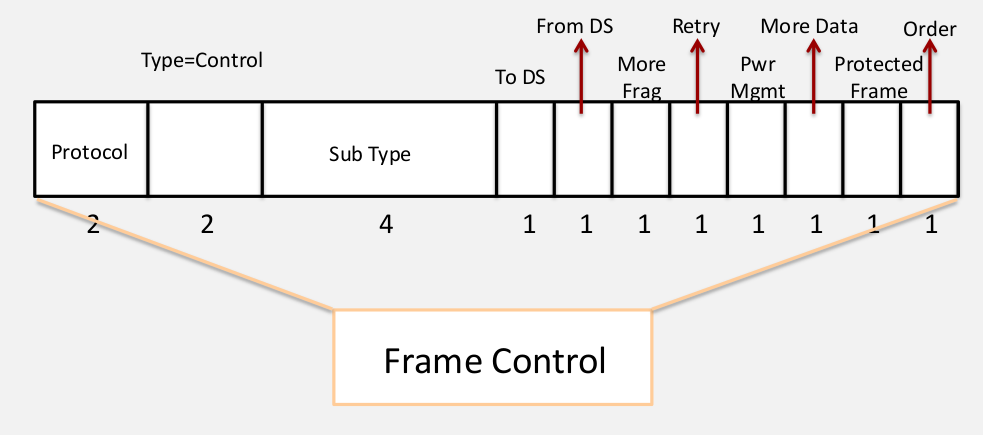 From DS
Retry
More Data
Order
Type=Control
To DS
More
Frag
Pwr
Mgmt
Protected
Frame
Protocol
Sub Type
2
2
4
1
1
1
1
1
1
1
1
Frame Control